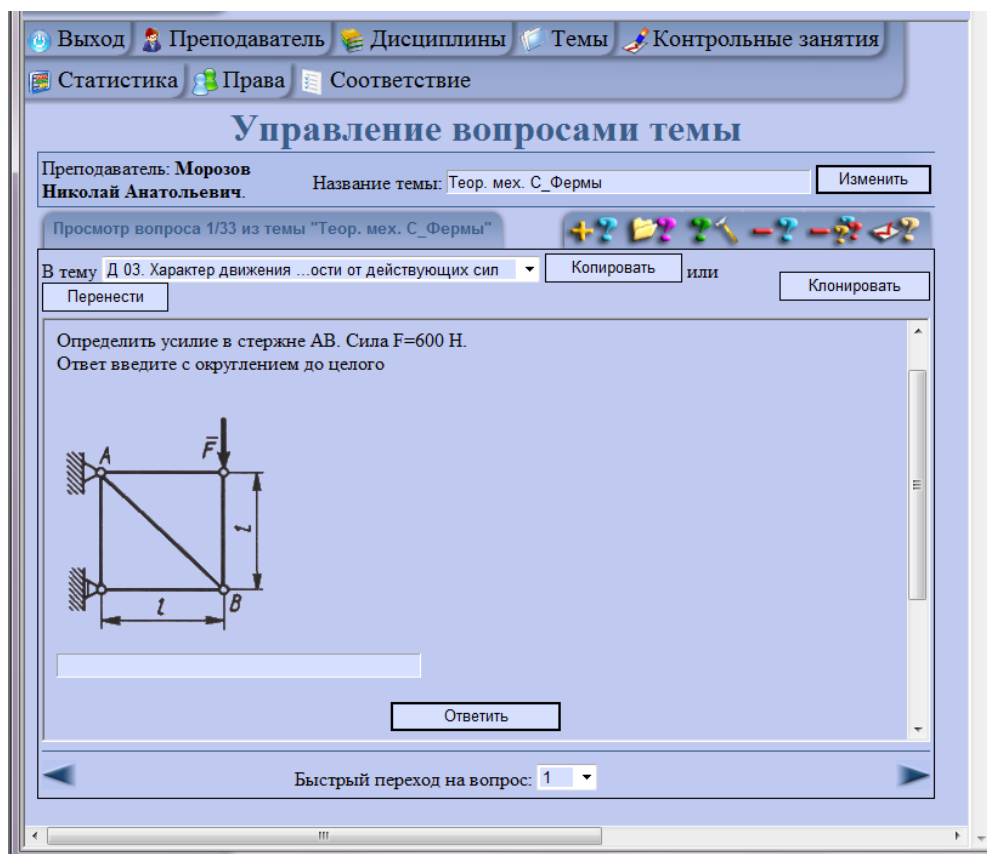 Выход Преподаватель Дисциплины Темы Контрольные занятия
Статистика Права Соответствие
Управление вопросами темы
Преподаватель: Морозов
Николай Анатольевич.
Название темы: Теор. мех. С_Фермы
Изменить
Просмотр вопроса 1/33 из темы "Теор. мех. С_Фермы"
В тему Д 03. Характер движения ...ости от действующих сил Копировать или
Перенести
Клонировать
Определить усилие в стержне АВ. Сила F=600 Н.
Ответ введите с округлением до целого
A
F̅
l
l
B
Ответить
Быстрый переход на вопрос: 1